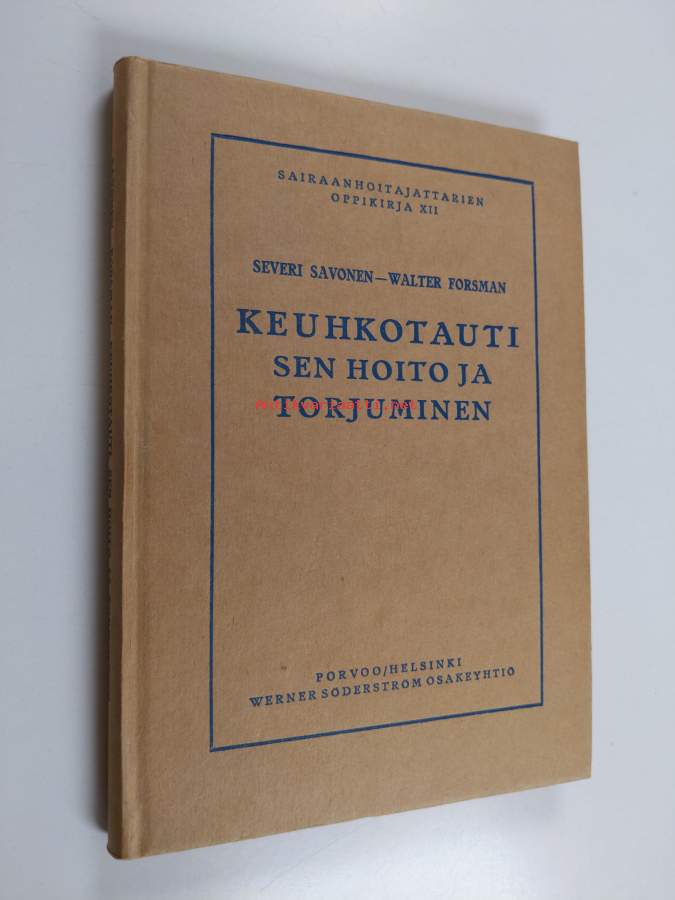 SAIRAANHOITAJATTARIEN
OPPIKIRJA XII
SEVERI SAVONEN—WALTER FORSMAN
KEUHKOTAUTI
SEN HOITO JA
TORJUMINEN
PORVOO/HELSINKI
WERNER SÖDERSTRÖM OSAKEYHTIÖ